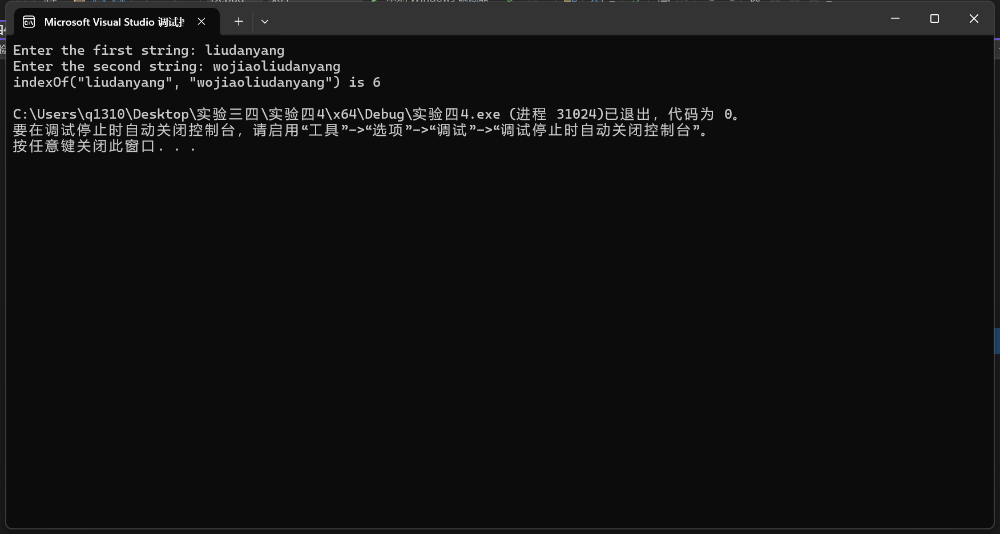 Microsoft Visual Studio 调试
Enter the first string: liudanyang
Enter the second string: wojiaoliudanyang
indexOf("liudanyang", "wojiaoliudanyang") is 6
C:\Users\q1310\Desktop\实验三四\实验四4\x64\Debug\实验四4.exe (进程 31024)已退出，代码为 0。
要在调试停止时自动关闭控制台，请启用“工具”->“选项”->“调试”->“调试停止时自动关闭控制台”。
按任意键关闭此窗口. . .